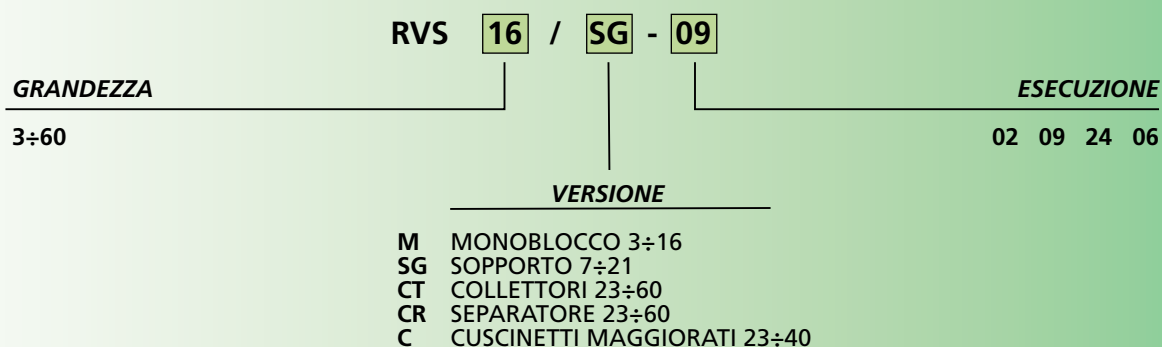 RVS 16 / SG - 09
GRANDEZZA
ESECUZIONE
3÷60
02 09 24 06
VERSIONE
M MONOBLOCCO 3÷16
SG SOPPORTO 7÷21
CT COLLETTORI 23÷60
CR SEPARATORE 23÷60
C CUSCINETTI MAGGIORATI 23÷40